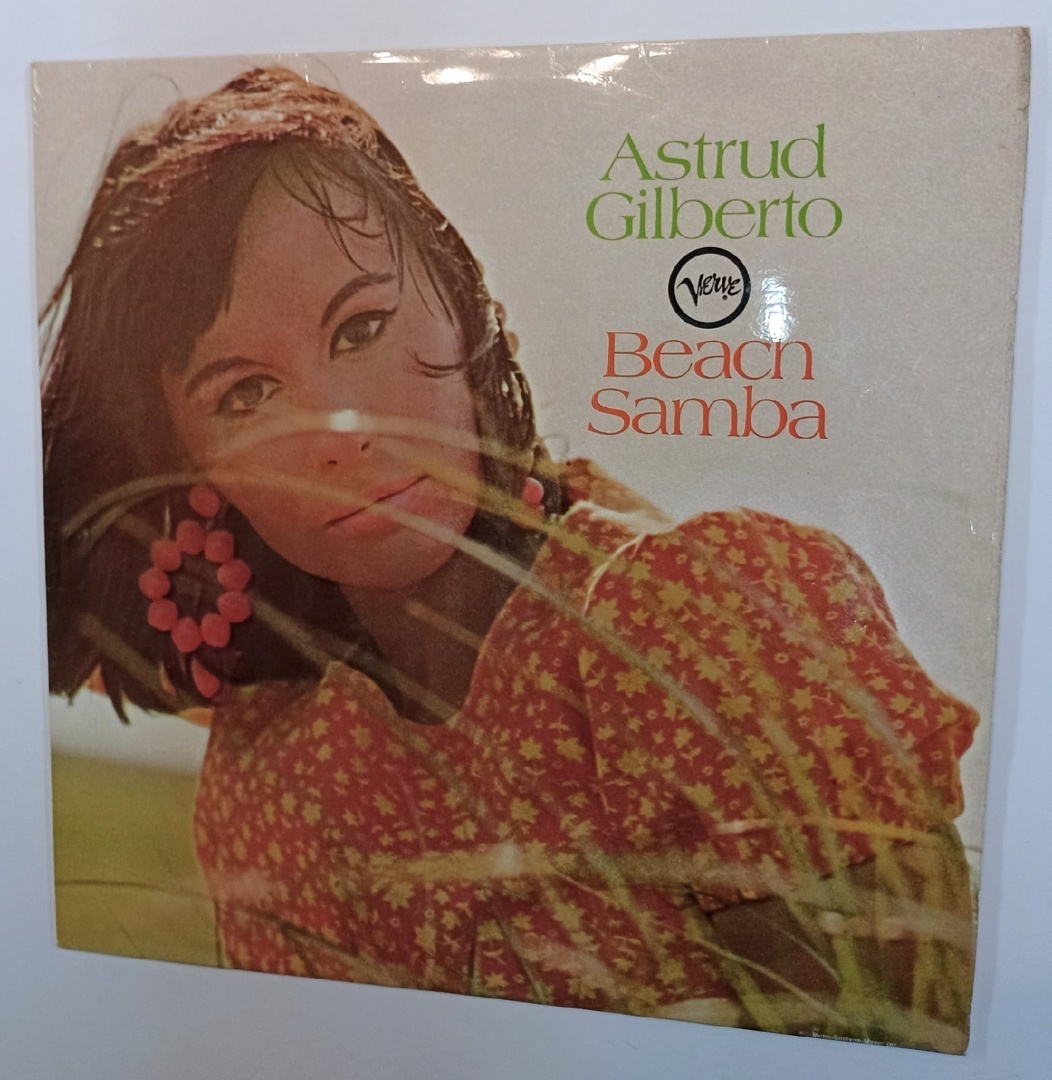 Astrud
Gilberto
Verve
Beach
Samba